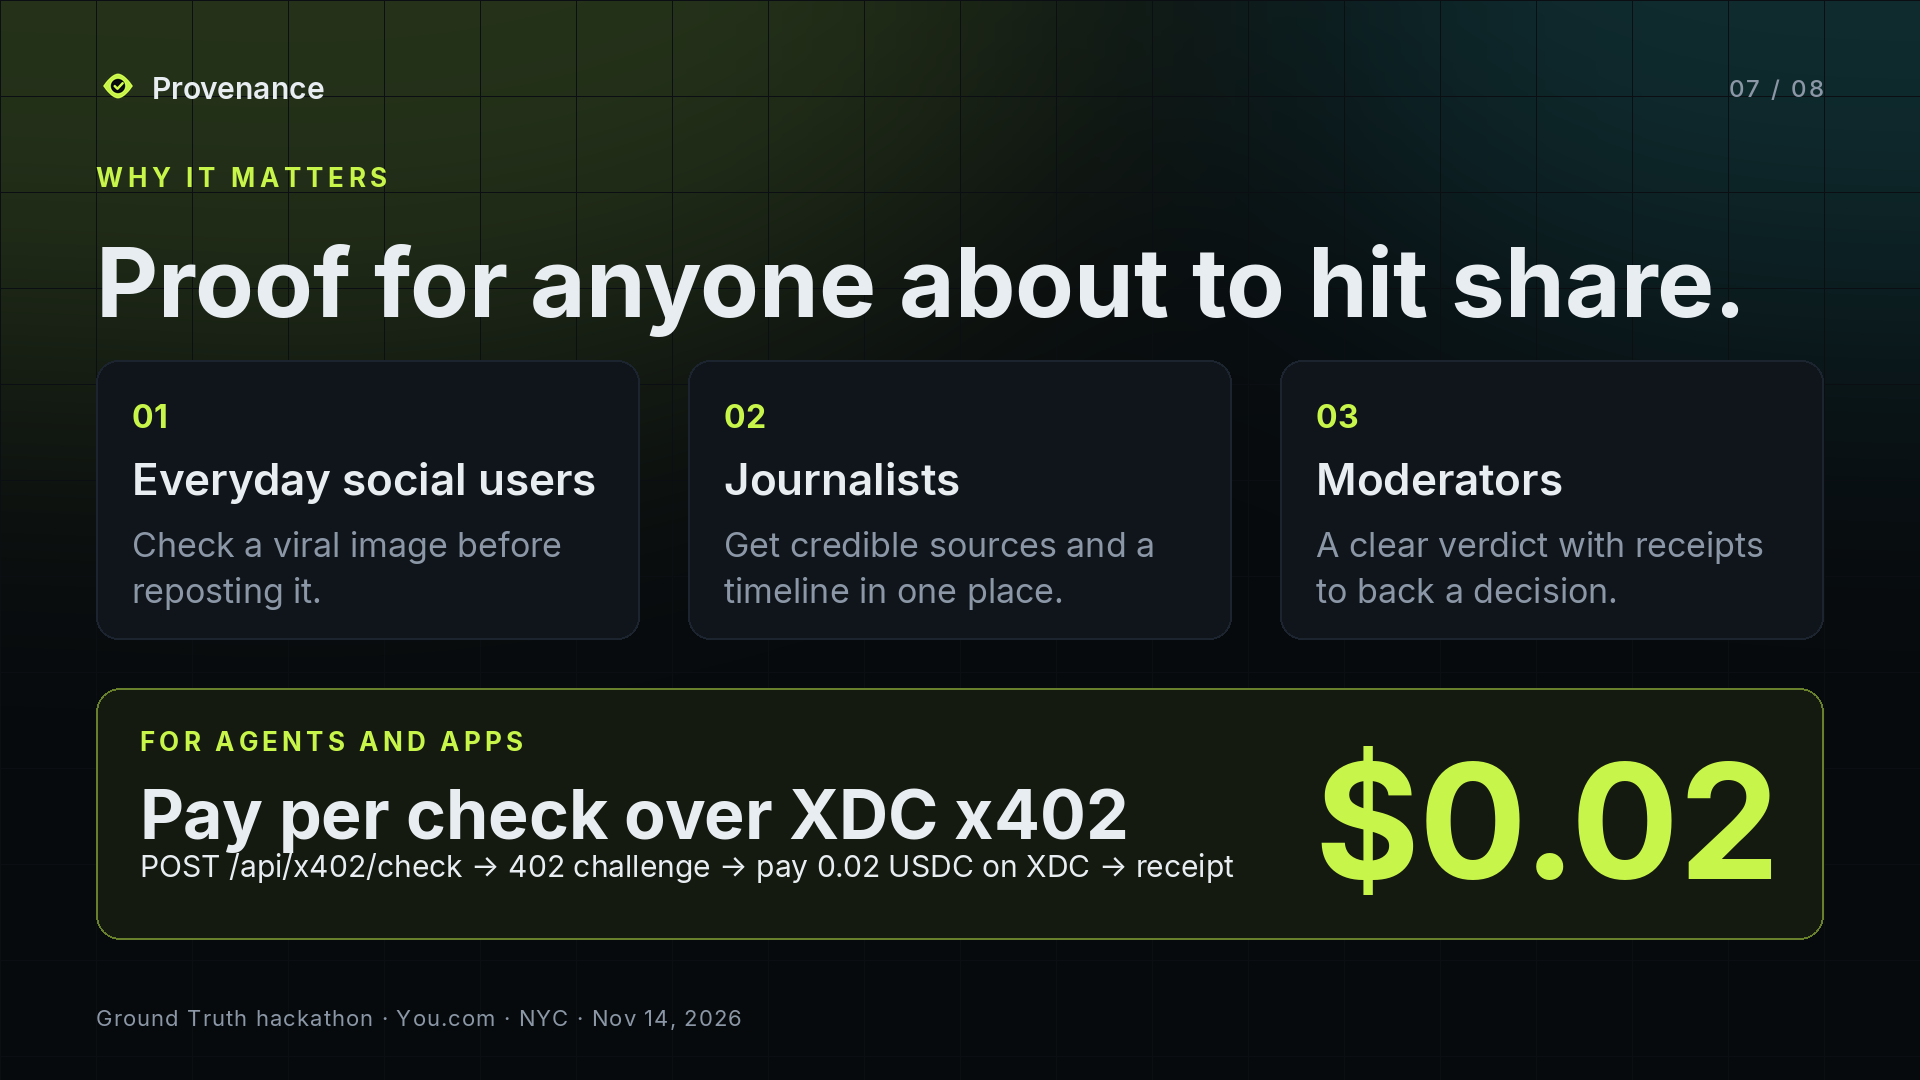 Provenance
07 / 08
WHY IT MATTERS
Proof for anyone about to hit share.
01
Everyday social users
Check a viral image before
reposting it.
02
Journalists
Get credible sources and a
timeline in one place.
03
Moderators
A clear verdict with receipts
to back a decision.
FOR AGENTS AND APPS
Pay per check over XDC x402
POST /api/x402/check → 402 challenge → pay 0.02 USDC on XDC → receipt
$0.02
Ground Truth hackathon · You.com · NYC · Nov 14, 2026